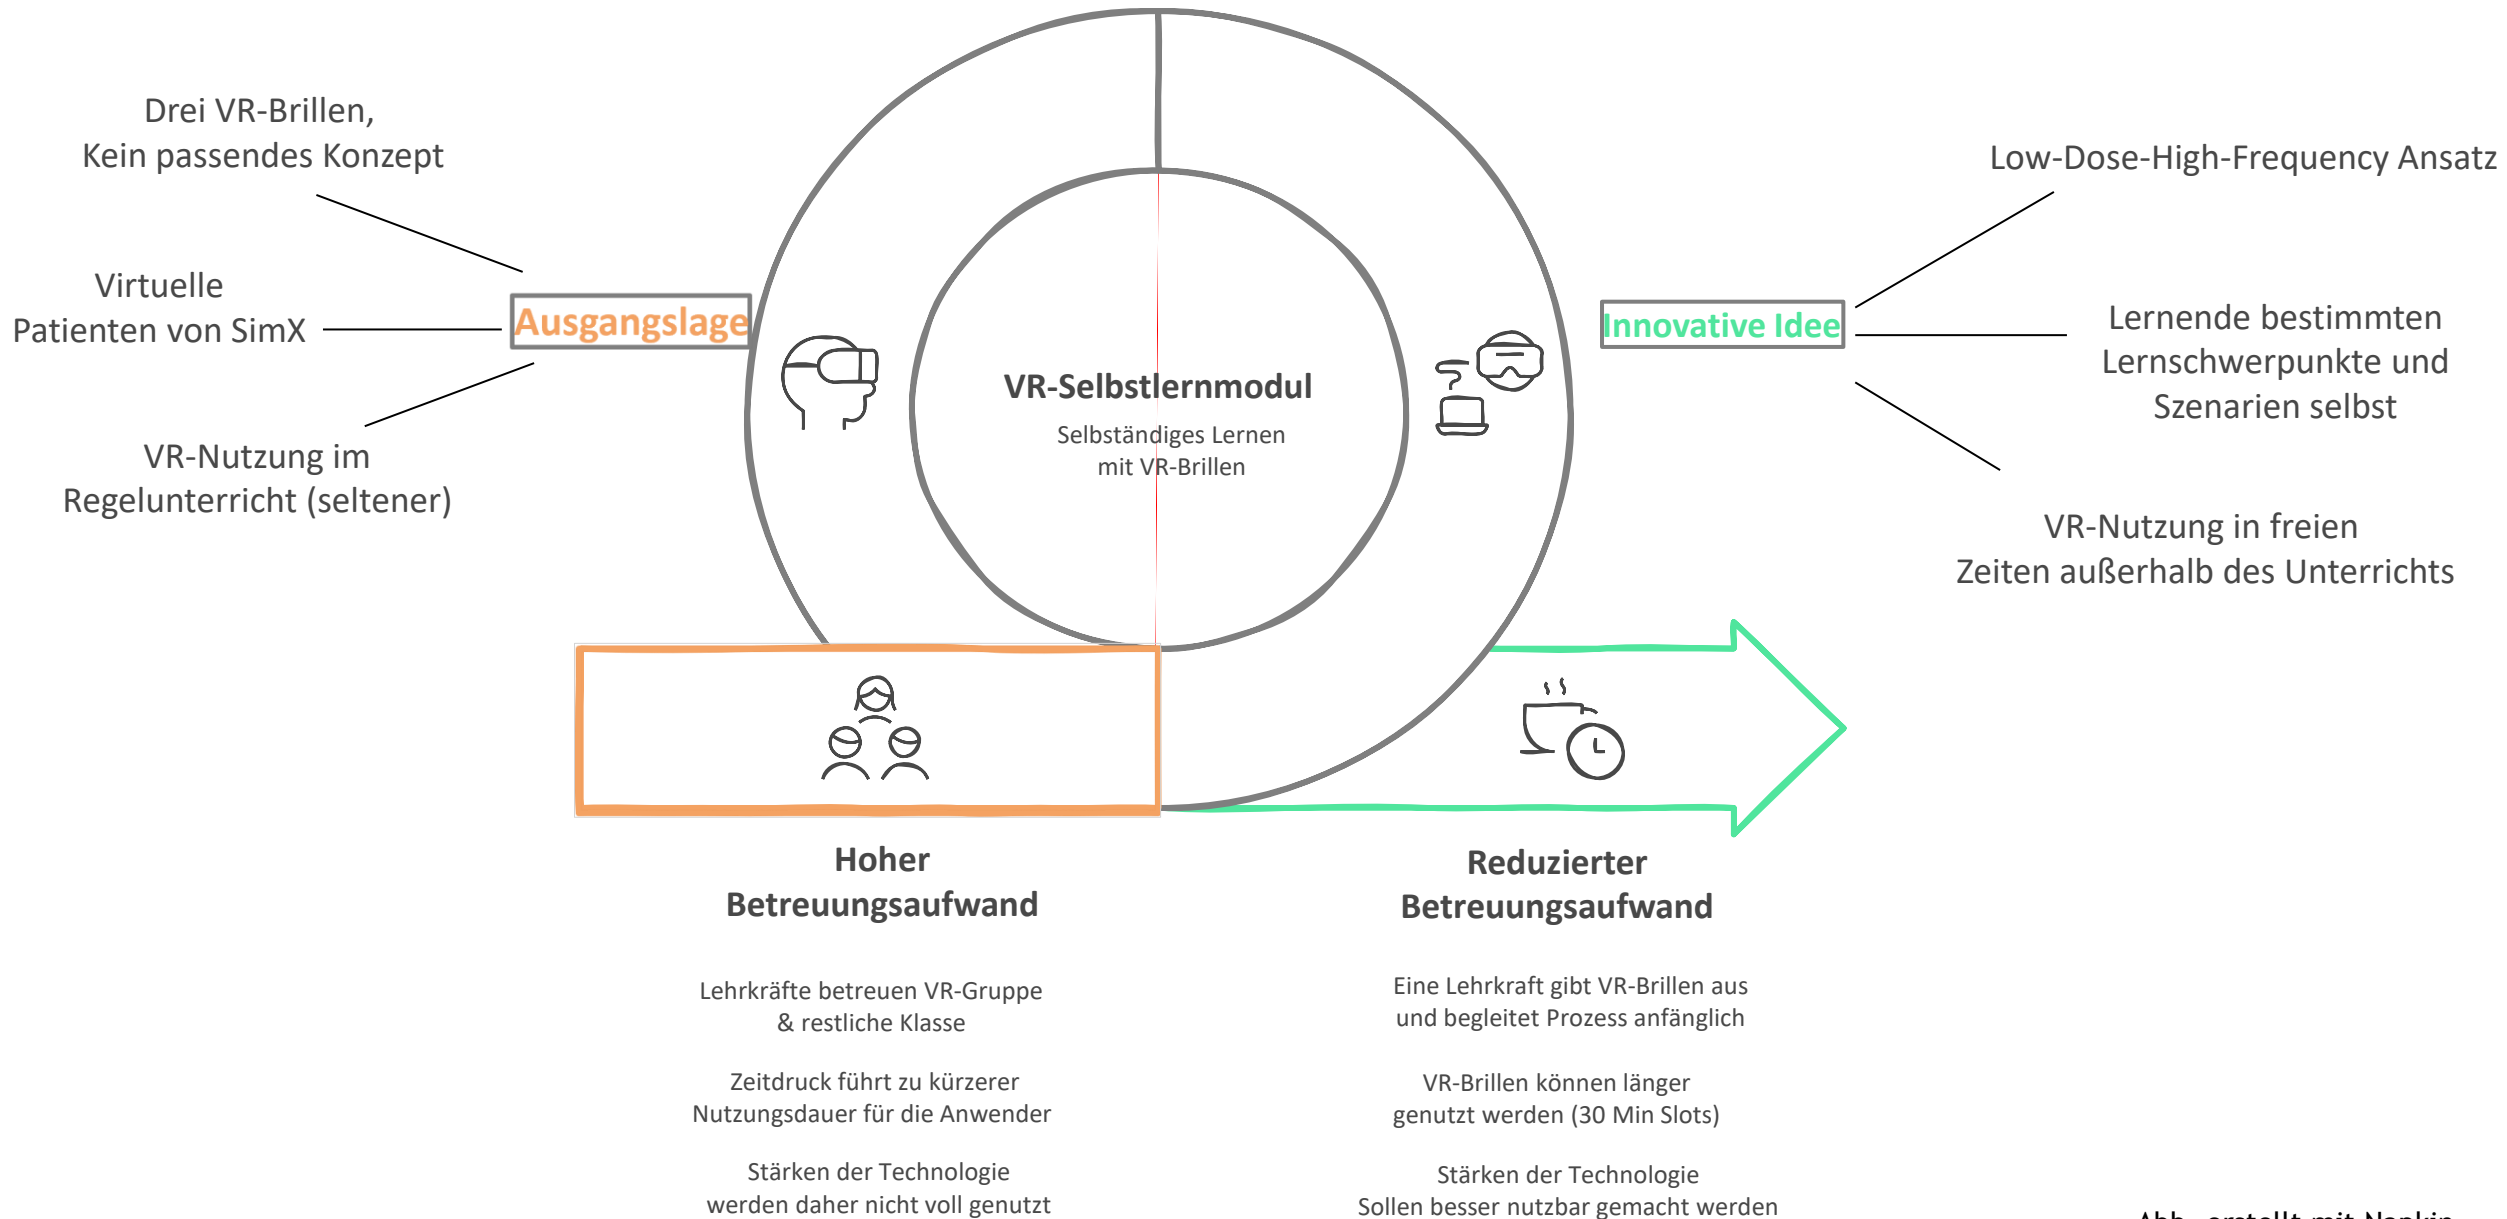 Drei VR-Brillen,
Kein passendes Konzept
Virtuelle
Patienten von SimX
VR-Nutzung im
Regelunterricht (seltener)
Ausgangslage
VR-Selbstlernmodul
Selbständiges Lernen
mit VR-Brillen
Innovative Idee
Low-Dose-High-Frequency Ansatz
Lernende bestimmten
Lernschwerpunkte und
Szenarien selbst
VR-Nutzung in freien
Zeiten außerhalb des Unterrichts
Hoher
Betreuungsaufwand
Lehrkräfte betreuen VR-Gruppe
& restliche Klasse
Zeitdruck führt zu kürzerer
Nutzungsdauer für die Anwender
Stärken der Technologie
werden daher nicht voll genutzt
Reduzierter
Betreuungsaufwand
Eine Lehrkraft gibt VR-Brillen aus
und begleitet Prozess anfänglich
VR-Brillen können länger
genutzt werden (30 Min Slots)
Stärken der Technologie
Sollen besser nutzbar gemacht werden
Abb. erstellt mit Napkin